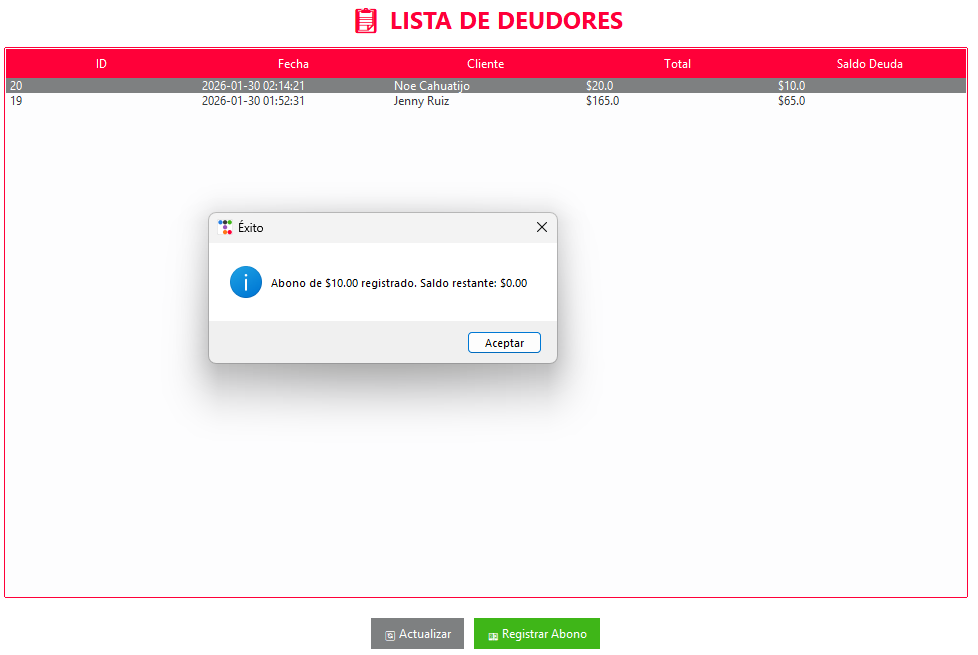 LISTA DE DEUDORES
ID Fecha Cliente Total Saldo Deuda
20 2026-01-30 02:14:21 Noe Cahuatijo $20.0 $10.0
19 2026-01-30 01:52:31 Jenny Ruiz $165.0 $65.0
Éxito
Abono de $10.00 registrado. Saldo restante: $0.00
Aceptar
Actualizar Registrar Abono